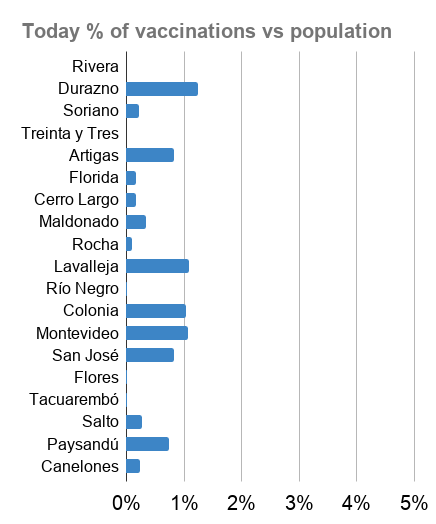 Today % of vaccinations vs population
Rivera
Durazno
Soriano
Treinta y Tres
Artigas
Florida
Cerro Largo
Maldonado
Rocha
Lavalleja
Río Negro
Colonia
Montevideo
San José
Flores
Tacuarembó
Salto
Paysandú
Canelones
0% 1% 2% 3% 4% 5%